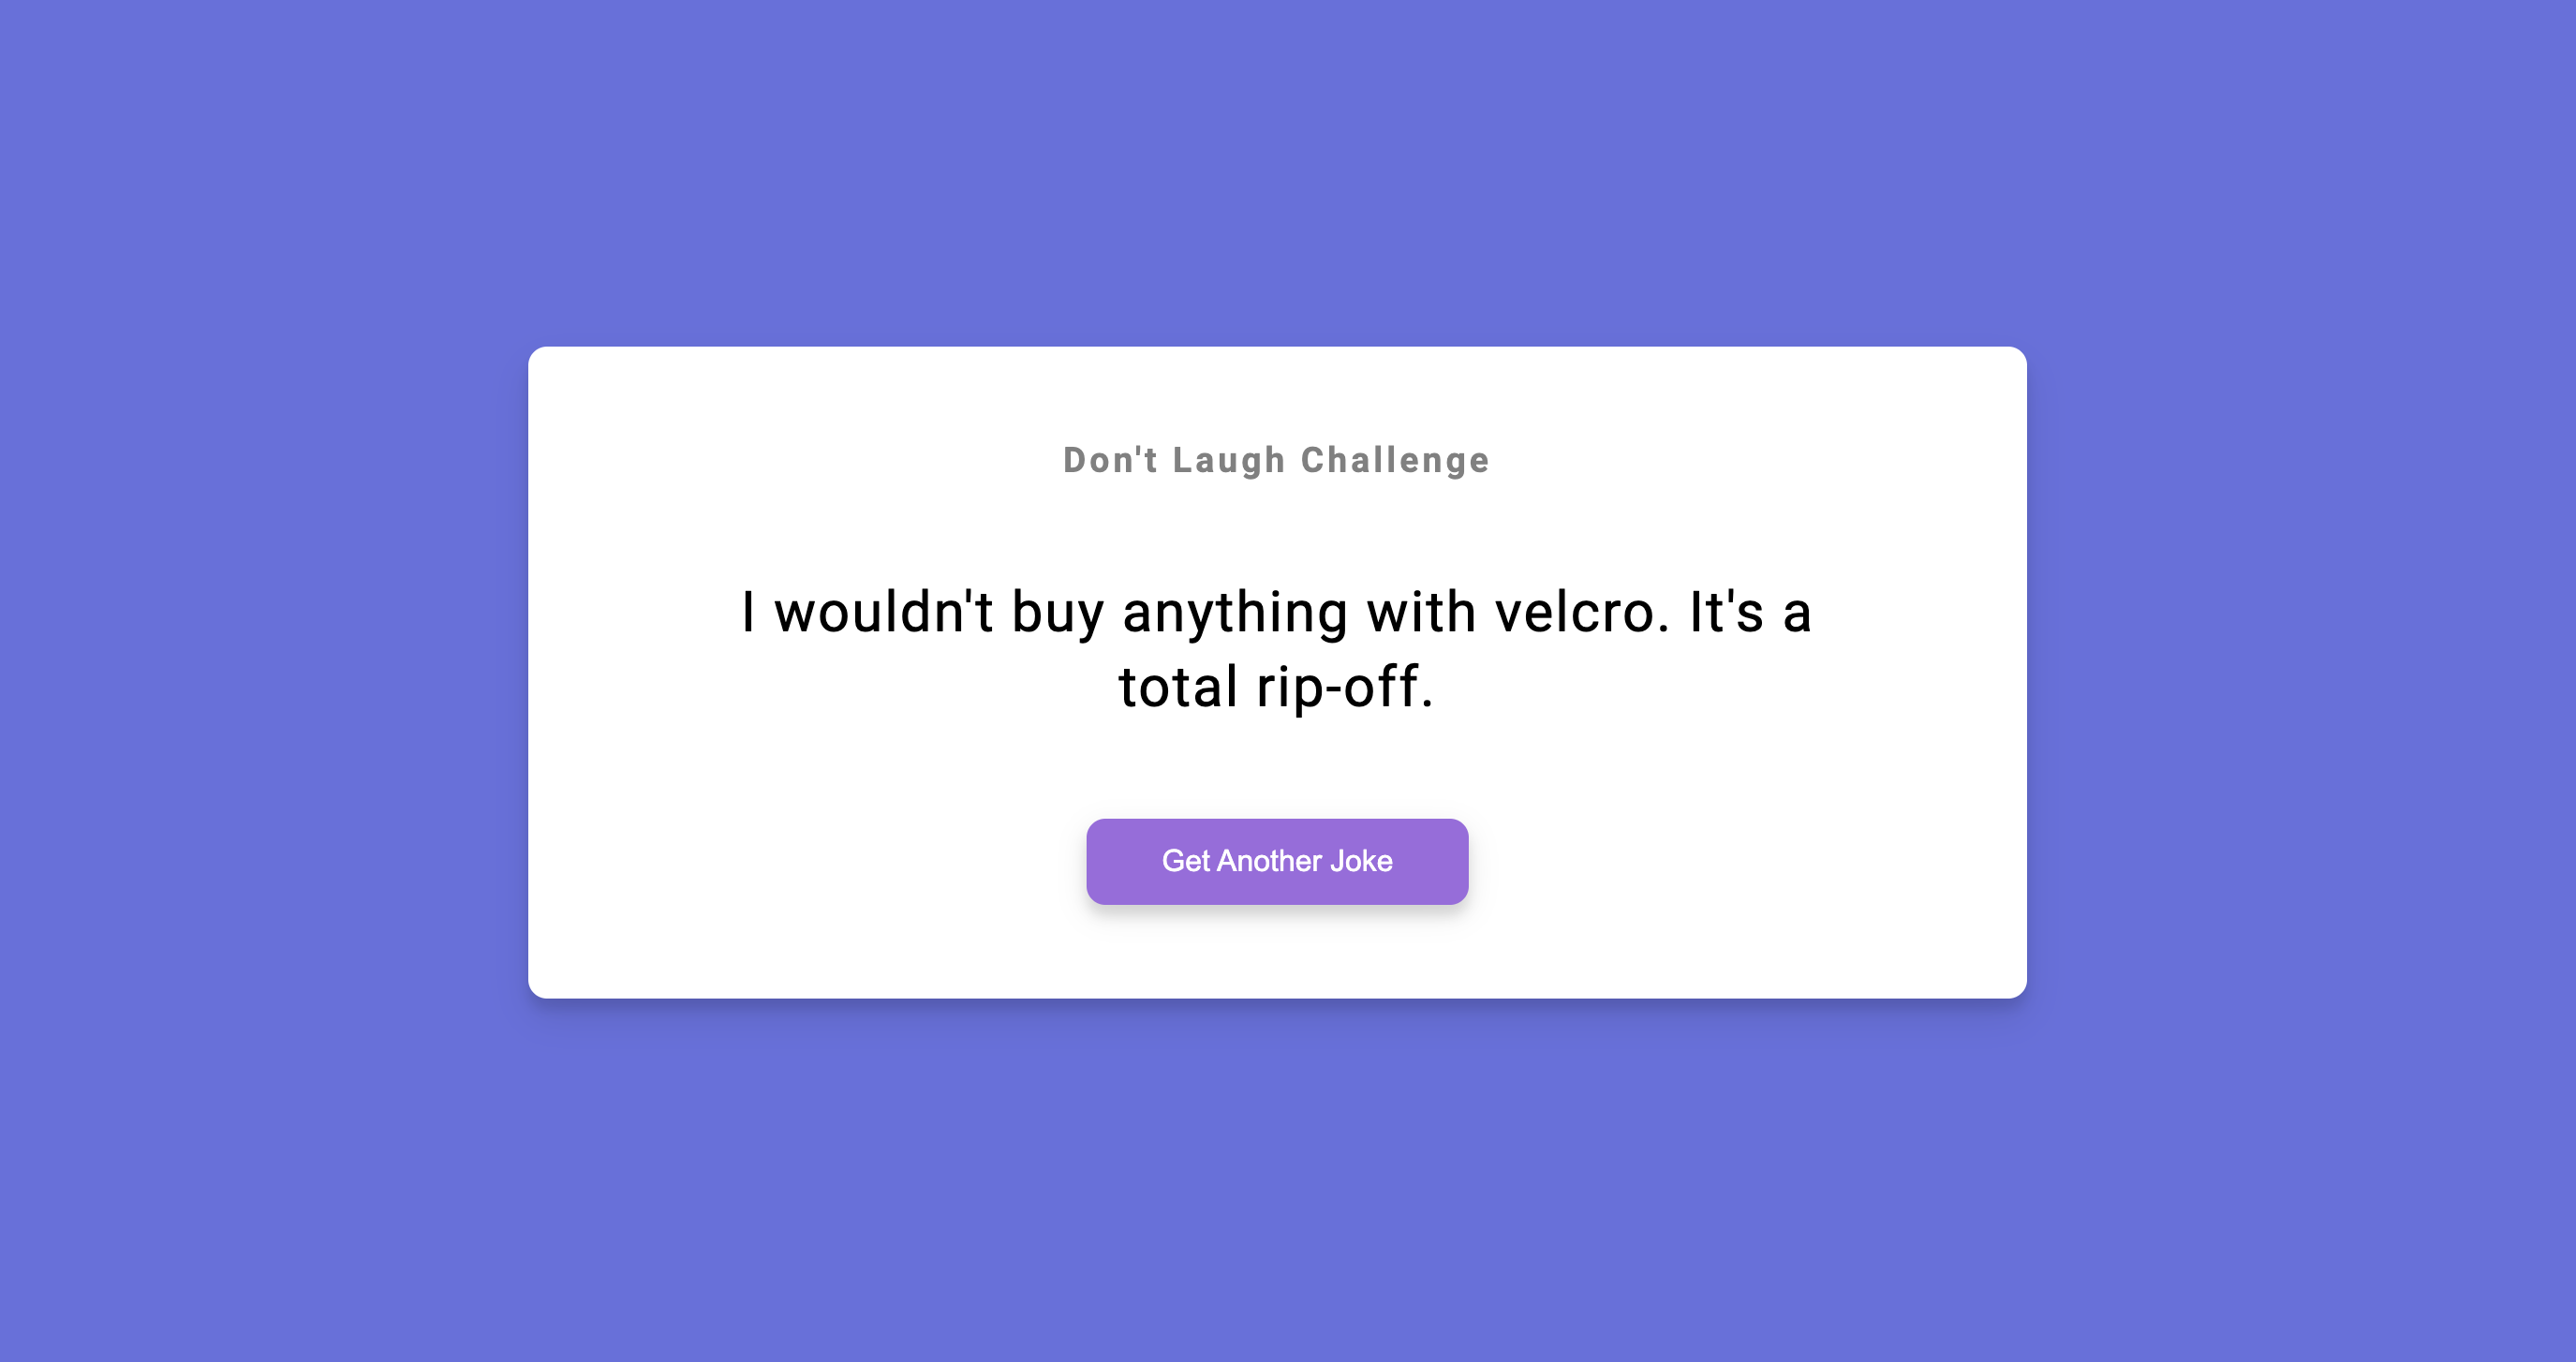 Don't Laugh Challenge
I wouldn't buy anything with velcro. It's a
total rip-off.
Get Another Joke